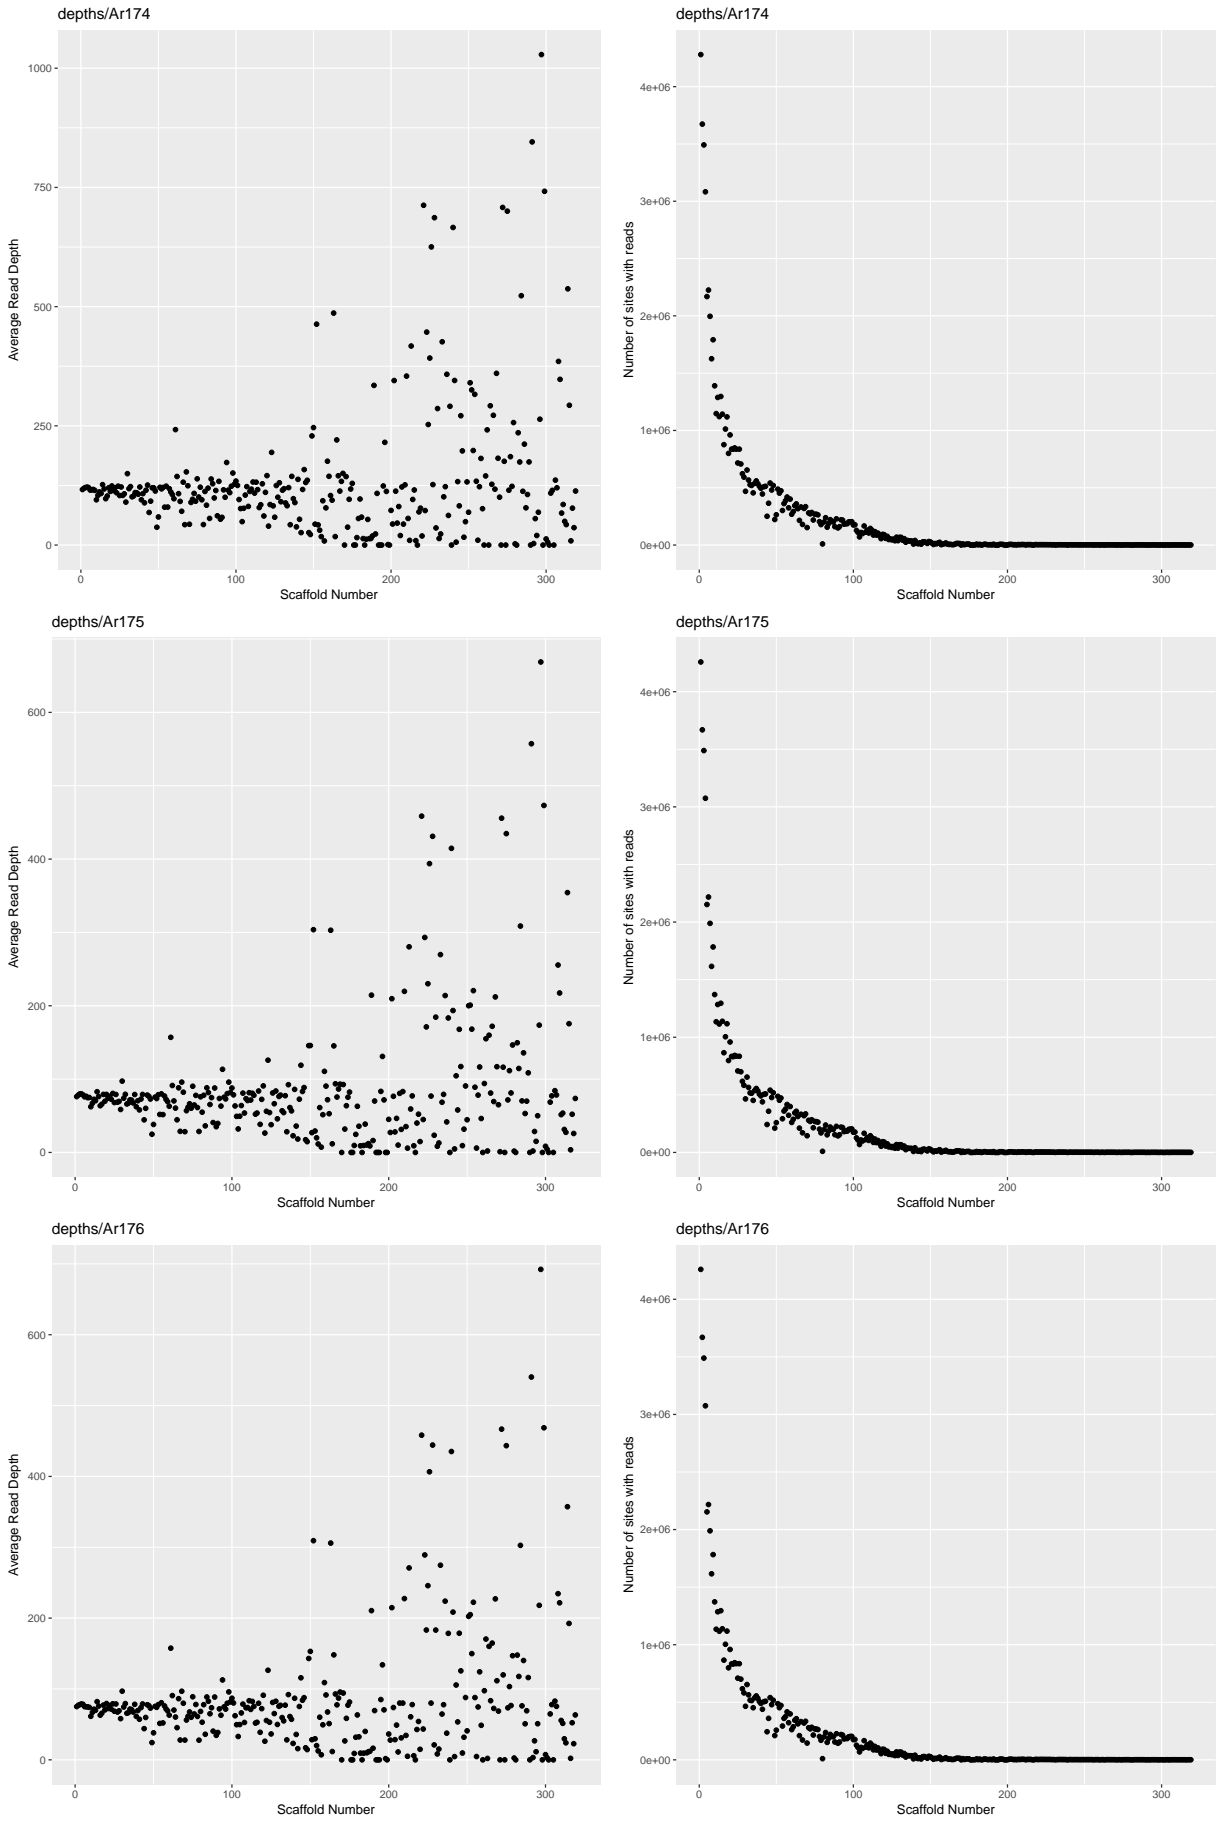 depths/Ar174
1000
750
500
250
0
Average Read Depth
0 100 200 300
Scaffold Number
depths/Ar174
4e+06
3e+06
2e+06
1e+06
0e+00
Number of sites with reads
0 100 200 300
Scaffold Number
depths/Ar175
600
400
200
0
Average Read Depth
0 100 200 300
Scaffold Number
depths/Ar175
4e+06
3e+06
2e+06
1e+06
0e+00
Number of sites with reads
0 100 200 300
Scaffold Number
depths/Ar176
600
400
200
0
Average Read Depth
0 100 200 300
Scaffold Number
depths/Ar176
4e+06
3e+06
2e+06
1e+06
0e+00
Number of sites with reads
0 100 200 300
Scaffold Number